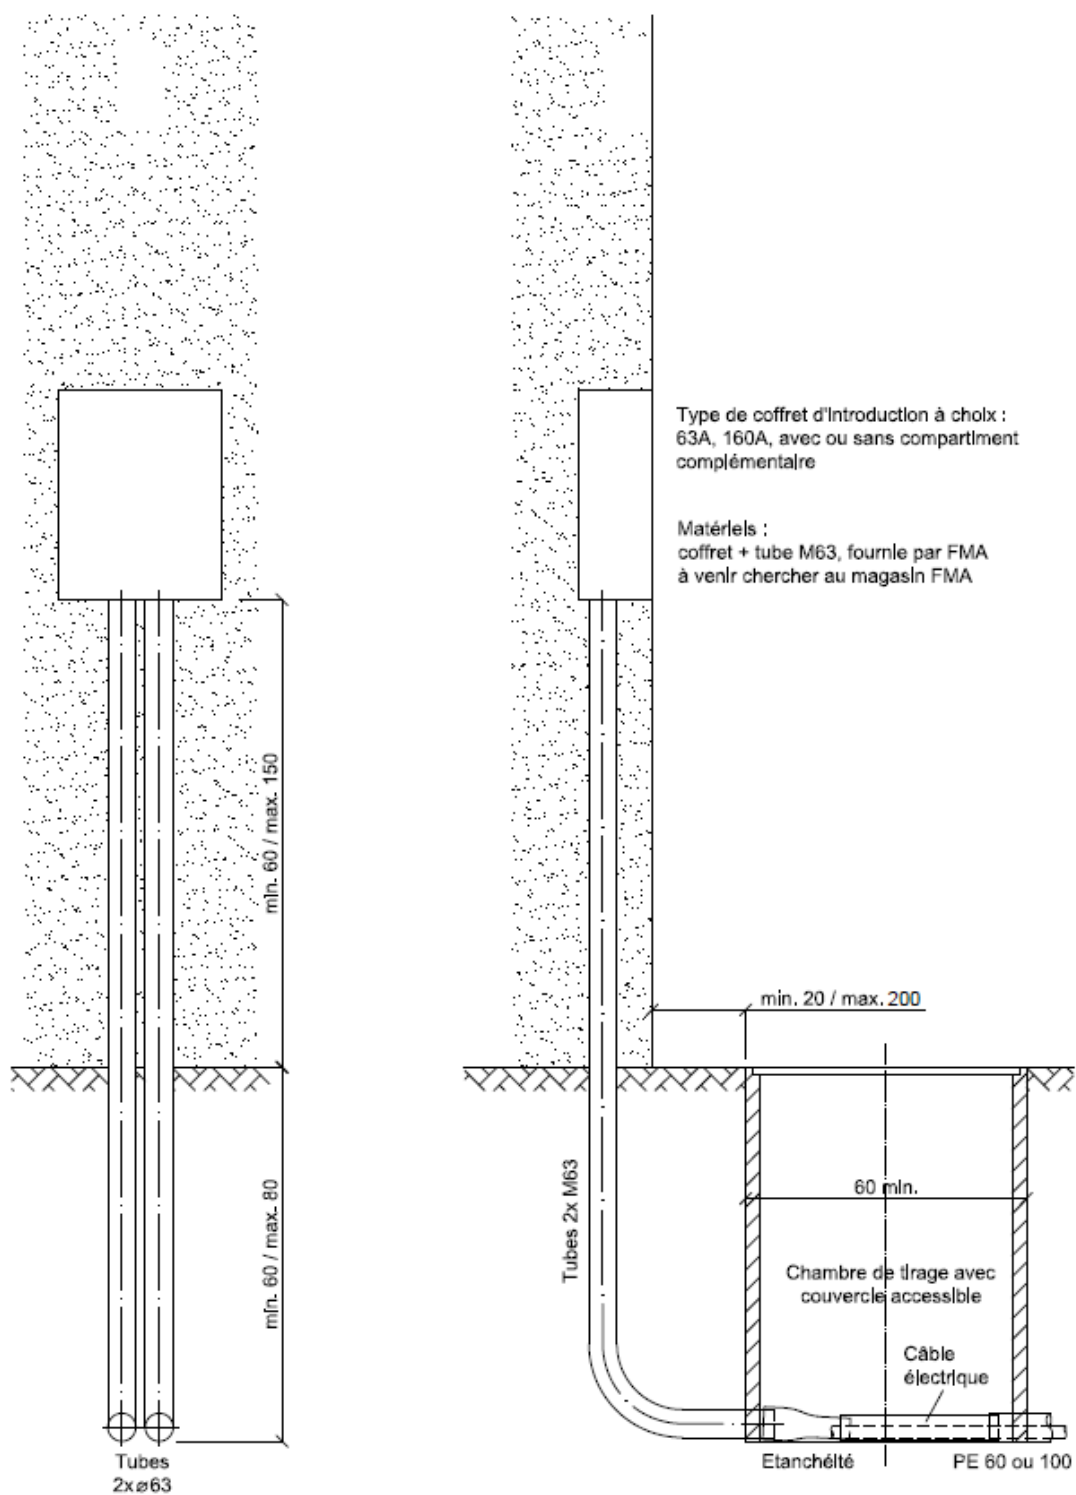 Type de coffret d'introduction à choix :
63A, 160A, avec ou sans compartiment
complémentaire
Matériels :
coffret + tube M63, fournie par FMA
à venir chercher au magasin FMA
min. 60 / max. 150
min. 20 / max. 200
min. 60 / max. 80
Tubes 2x M63
60 min.
Chambre de tirage avec
couvercle accessible
Câble
électrique
Tubes
2xø63
Etanchéité
PE 60 ou 100